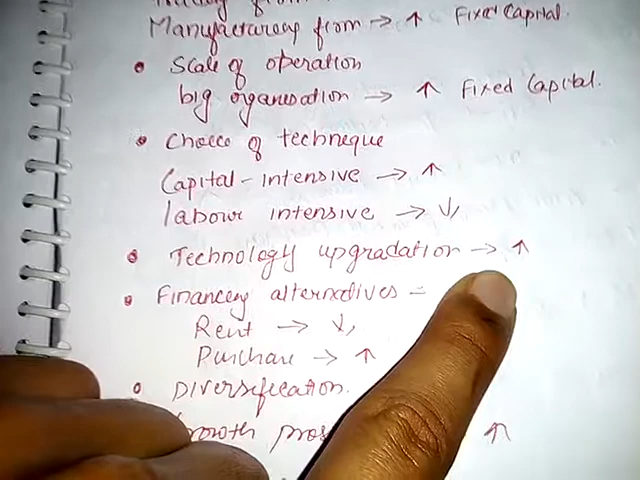 Manufacturing firm → ↑ Fixed Capital.
• Scale of operation
big organisation → ↑ Fixed Capital.
• Choice of technique
Capital-intensive → ↑
labour intensive → ↓,
• Technology upgradation → ↑
• Financing alternatives =
Rent → ↓,
Purchase → ↑
• Diversification.
Growth ↑